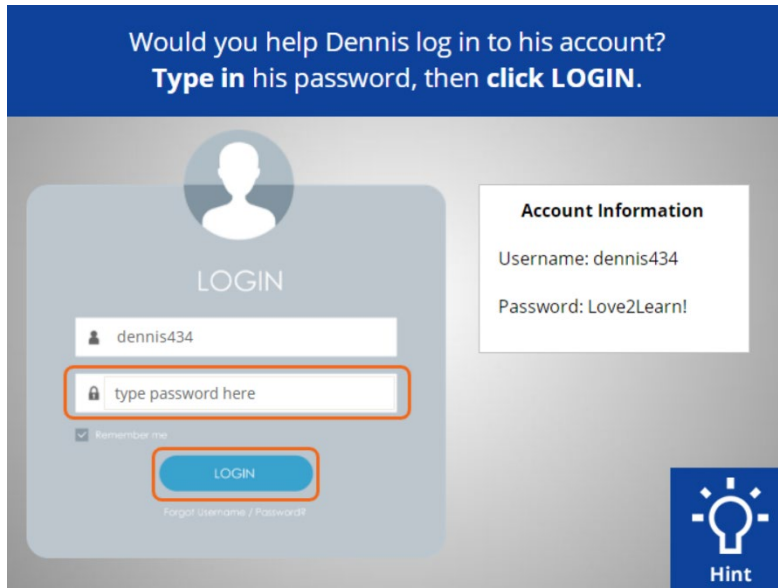 Would you help Dennis log in to his account?
Type in his password, then click LOGIN.
LOGIN
dennis434
type password here
Remember me
LOGIN
Forgot Username / Password?
Account Information
Username: dennis434
Password: Love2Learn!
Hint